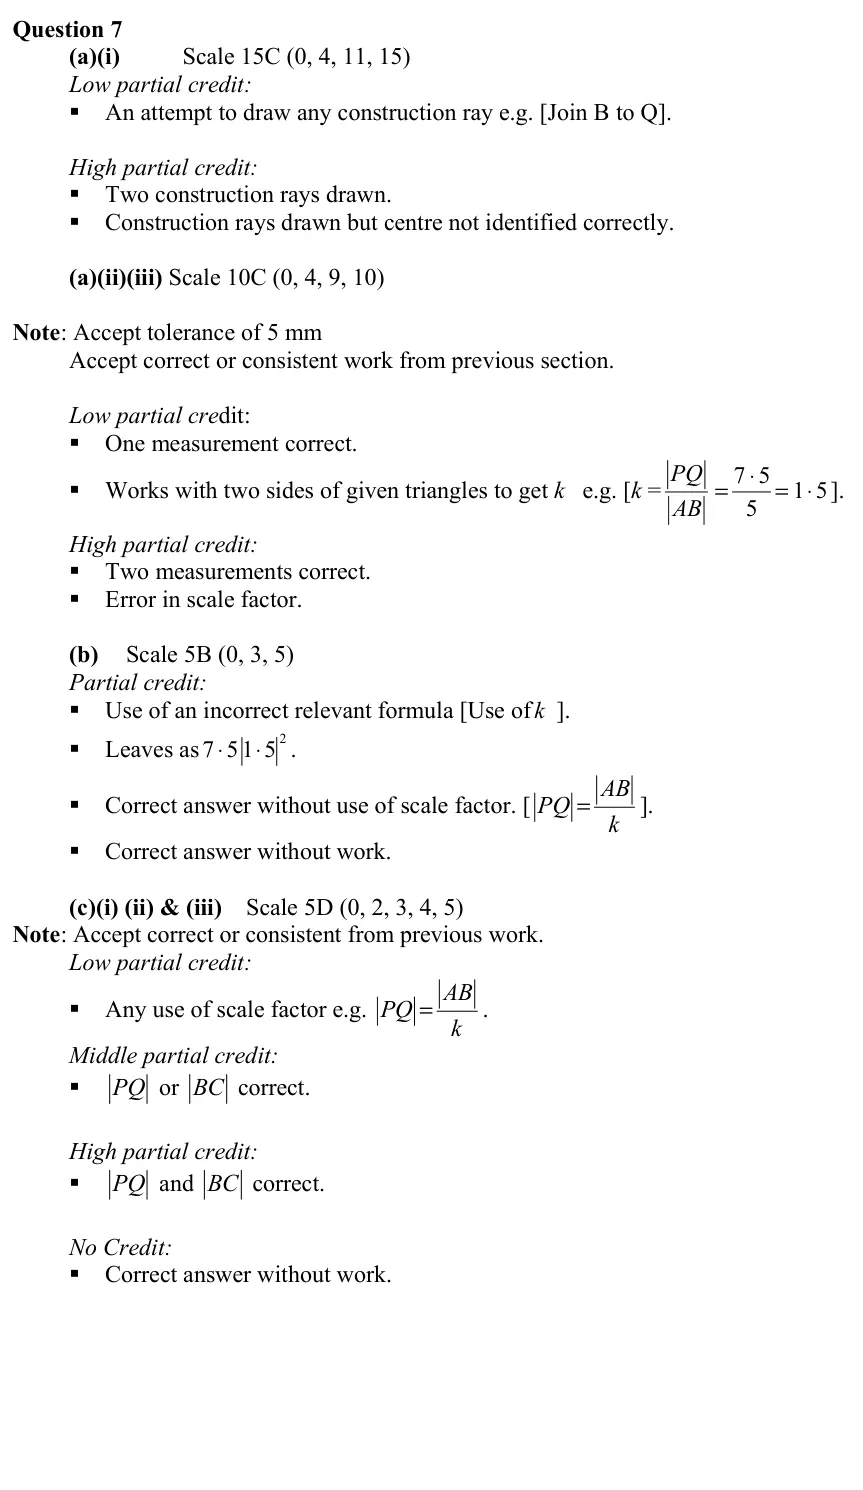 Question 7
(a)(i) Scale 15C (0, 4, 11, 15)
Low partial credit:
▪ An attempt to draw any construction ray e.g. [Join B to Q].
High partial credit:
▪ Two construction rays drawn.
▪ Construction rays drawn but centre not identified correctly.
(a)(ii)(iii) Scale 10C (0, 4, 9, 10)
Note: Accept tolerance of 5 mm
Accept correct or consistent work from previous section.
Low partial credit:
▪ One measurement correct.
▪ Works with two sides of given triangles to get k e.g. [k = |PQ|/|AB| = 7·5/5 = 1·5].
High partial credit:
▪ Two measurements correct.
▪ Error in scale factor.
(b) Scale 5B (0, 3, 5)
Partial credit:
▪ Use of an incorrect relevant formula [Use of k ].
▪ Leaves as 7·5|1·5|².
▪ Correct answer without use of scale factor. [|PQ| = |AB|/k ].
▪ Correct answer without work.
(c)(i) (ii) & (iii) Scale 5D (0, 2, 3, 4, 5)
Note: Accept correct or consistent from previous work.
Low partial credit:
▪ Any use of scale factor e.g. |PQ| = |AB|/k .
Middle partial credit:
▪ |PQ| or |BC| correct.
High partial credit:
▪ |PQ| and |BC| correct.
No Credit:
▪ Correct answer without work.